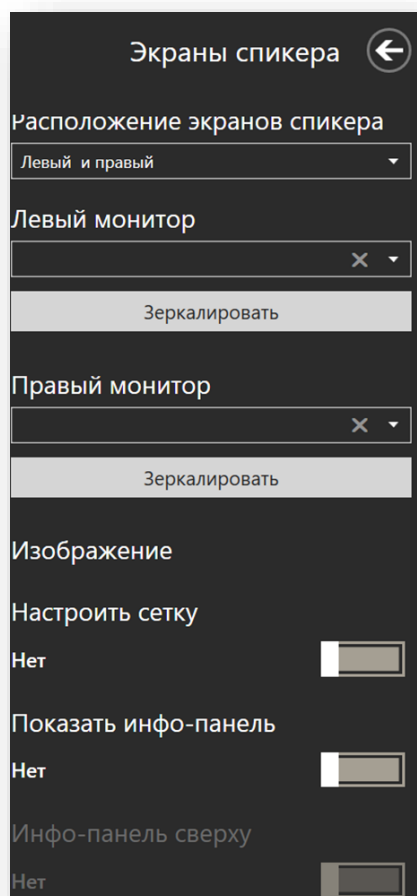 Экраны спикера
Расположение экранов спикера
Левый и правый
Левый монитор
Зеркалировать
Правый монитор
Зеркалировать
Изображение
Настроить сетку
Нет
Показать инфо-панель
Нет
Инфо-панель сверху
Нет